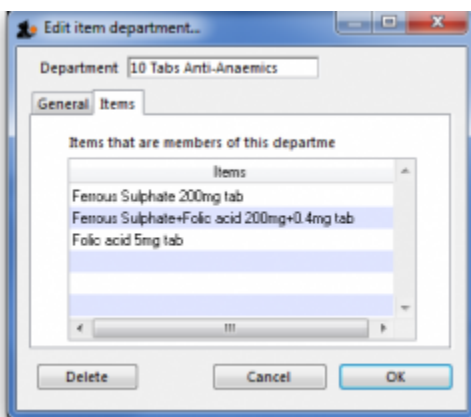 Edit item department...
Department 10 Tabs Anti-Anaemics
General Items
Items that are members of this departme
Items
Ferrous Sulphate 200mg tab
Ferrous Sulphate+Folic acid 200mg+0.4mg tab
Folic acid 5mg tab
Delete Cancel OK